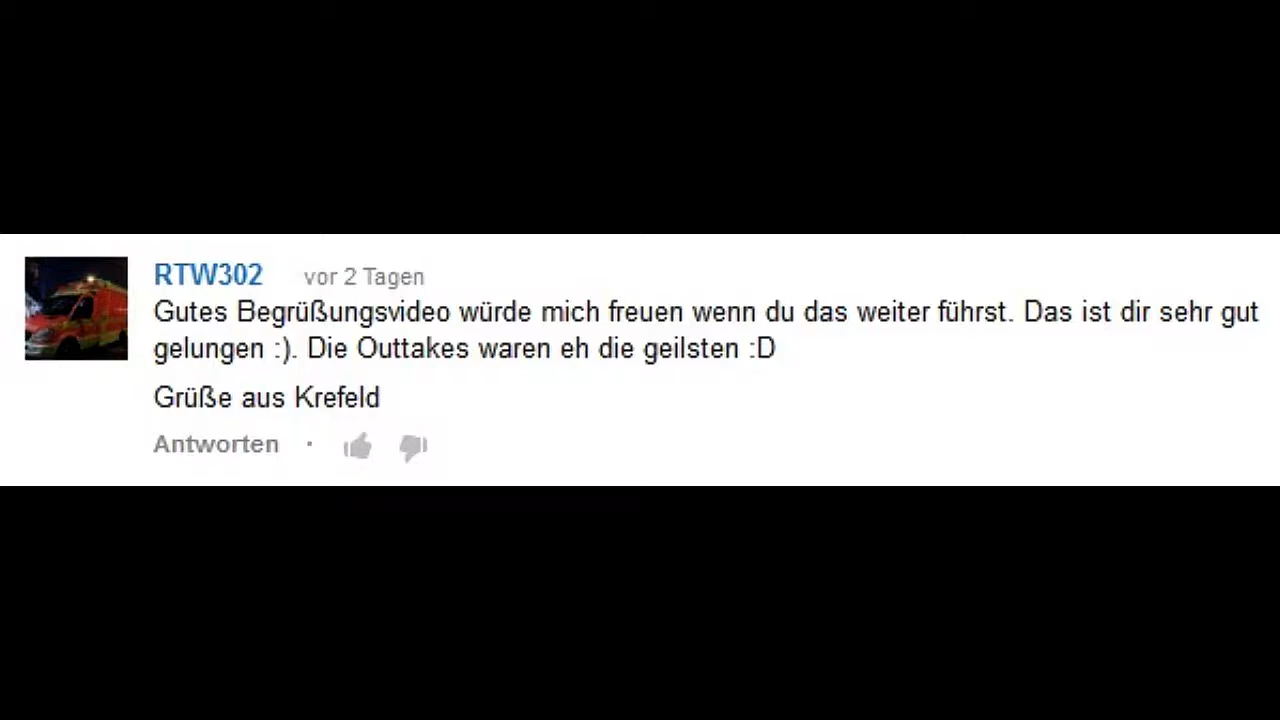 RTW302 vor 2 Tagen
Gutes Begrüßungsvideo würde mich freuen wenn du das weiter führst. Das ist dir sehr gut
gelungen :). Die Outtakes waren eh die geilsten :D
Grüße aus Krefeld
Antworten ·